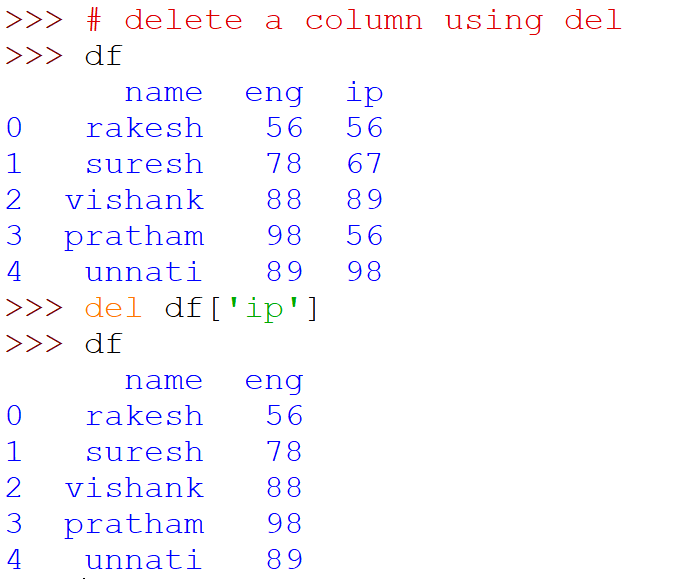 >>> # delete a column using del
>>> df
      name  eng  ip
0   rakesh   56  56
1   suresh   78  67
2  vishank   88  89
3  pratham   98  56
4   unnati   89  98
>>> del df['ip']
>>> df
      name  eng
0   rakesh   56
1   suresh   78
2  vishank   88
3  pratham   98
4   unnati   89